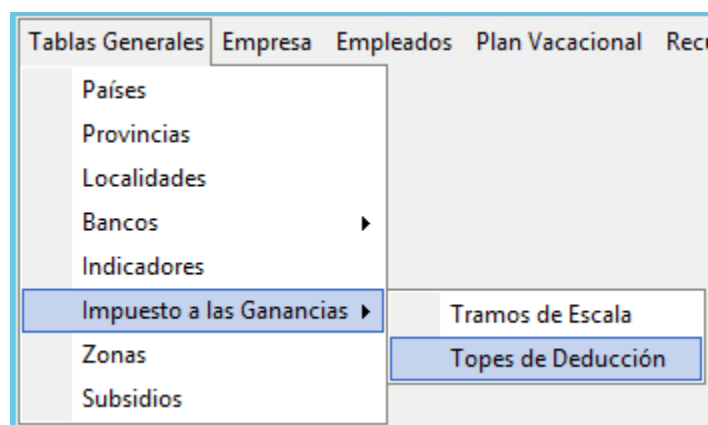 Tablas Generales Empresa Empleados Plan Vacacional
Países
Provincias
Localidades
Bancos
Indicadores
Impuesto a las Ganancias
Tramos de Escala
Zonas
Topes de Deducción
Subsidios